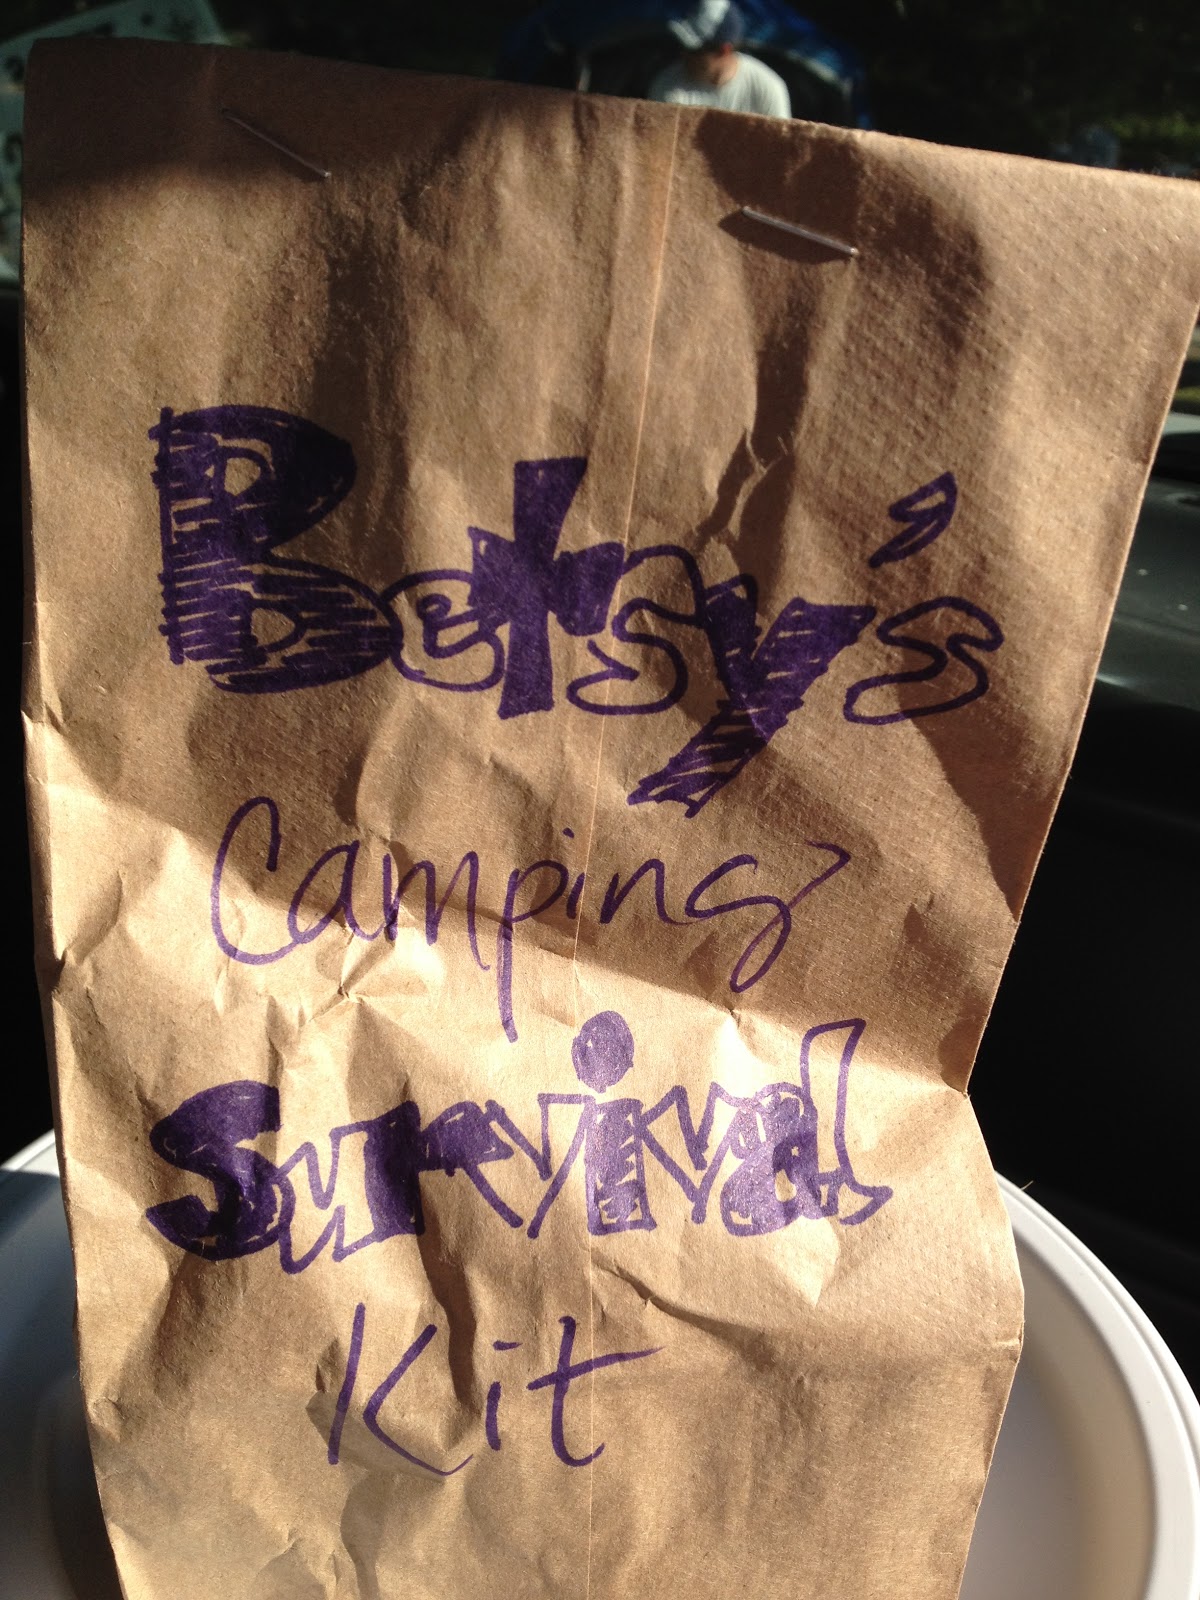 Betsy's
Camping
Survival
Kit